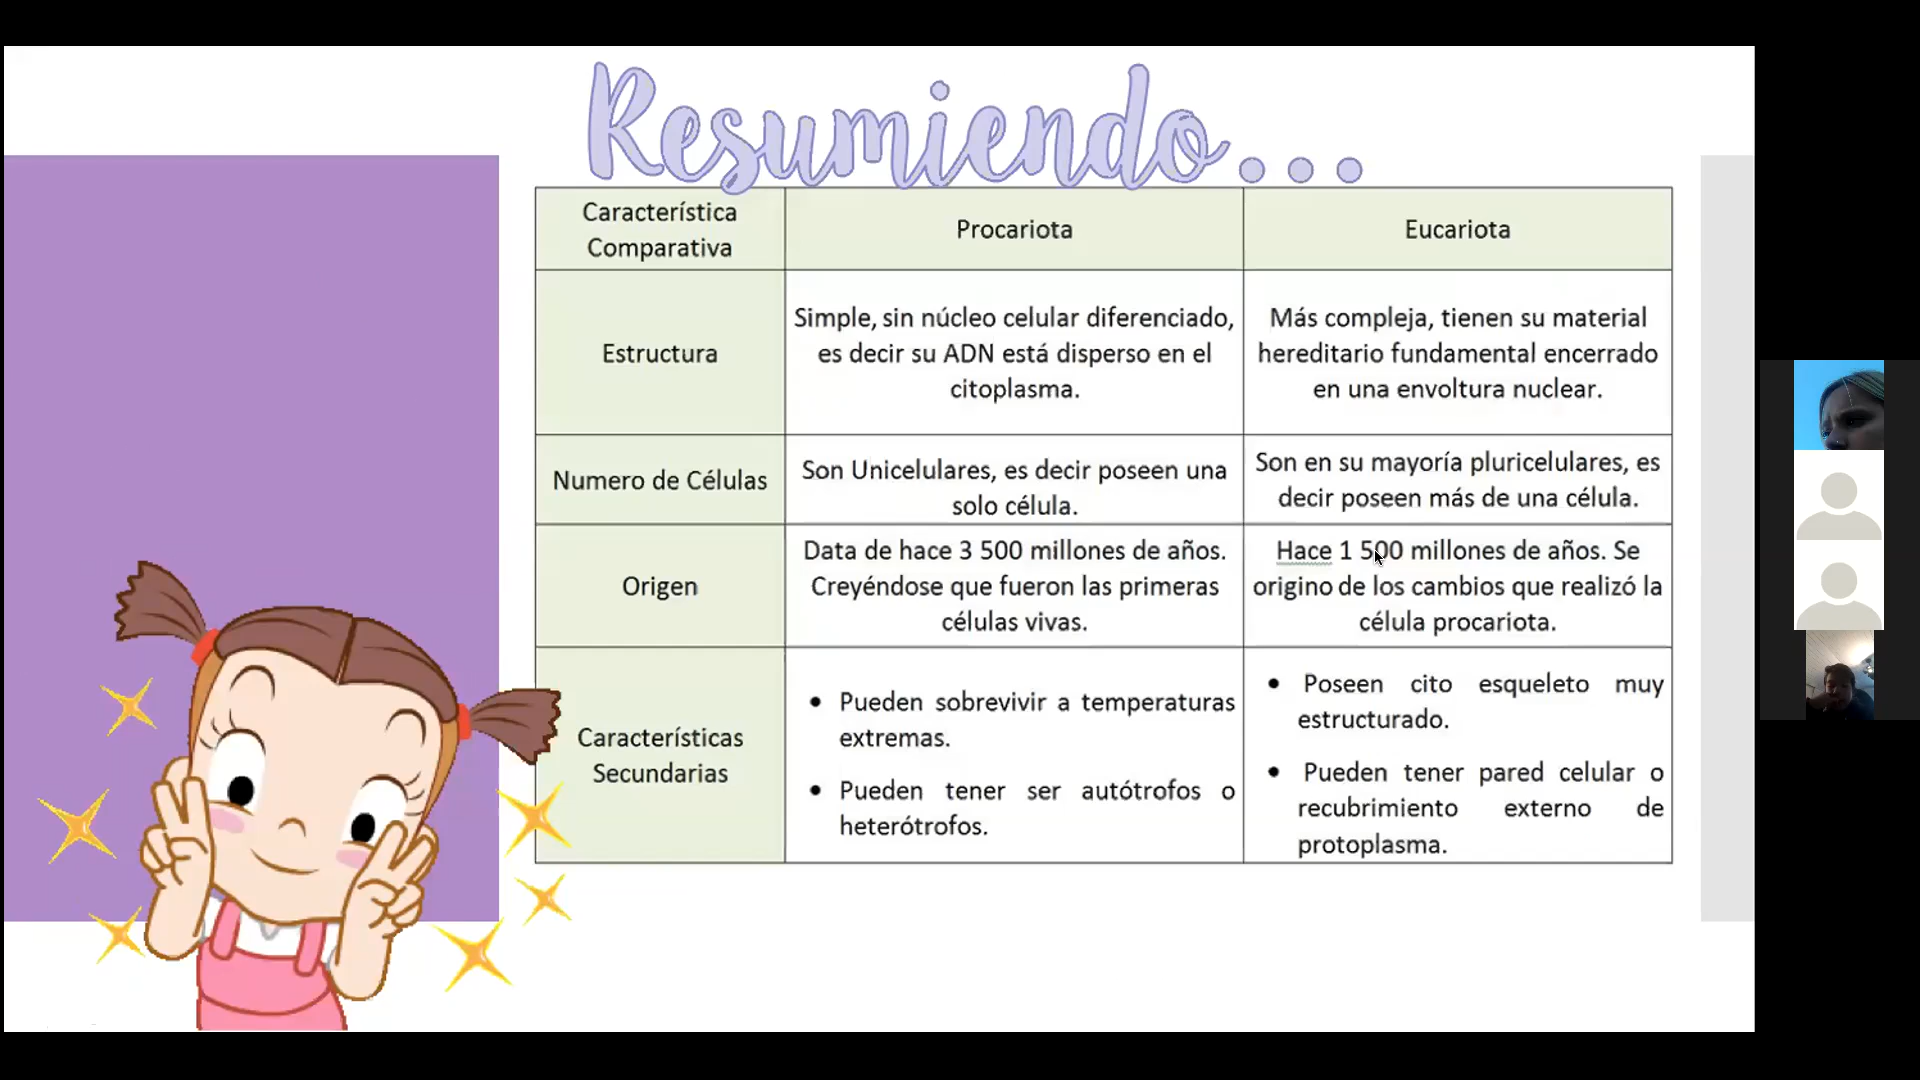 Resumiendo...
Característica
Comparativa
Procariota
Eucariota
Estructura
Simple, sin núcleo celular diferenciado,
es decir su ADN está disperso en el
citoplasma.
Más compleja, tienen su material
hereditario fundamental encerrado
en una envoltura nuclear.
Numero de Células
Son Unicelulares, es decir poseen una
solo célula.
Son en su mayoría pluricelulares, es
decir poseen más de una célula.
Origen
Data de hace 3 500 millones de años.
Creyéndose que fueron las primeras
células vivas.
Hace 1 500 millones de años. Se
origino de los cambios que realizó la
célula procariota.
Características
Secundarias
• Pueden sobrevivir a temperaturas
extremas.
• Pueden tener ser autótrofos o
heterótrofos.
• Poseen cito esqueleto muy
estructurado.
• Pueden tener pared celular o
recubrimiento externo de
protoplasma.